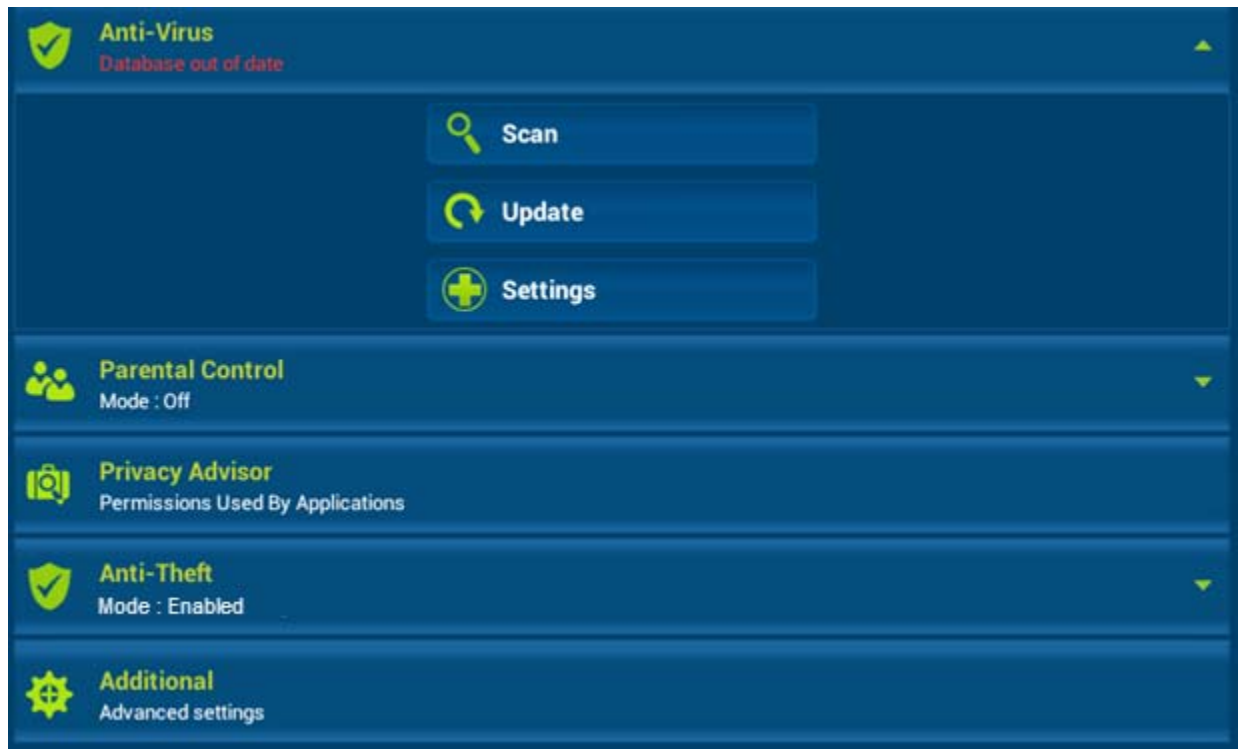 Anti-Virus
Database out of date
Scan
Update
Settings
Parental Control
Mode : Off
Privacy Advisor
Permissions Used By Applications
Anti-Theft
Mode : Enabled
Additional
Advanced settings